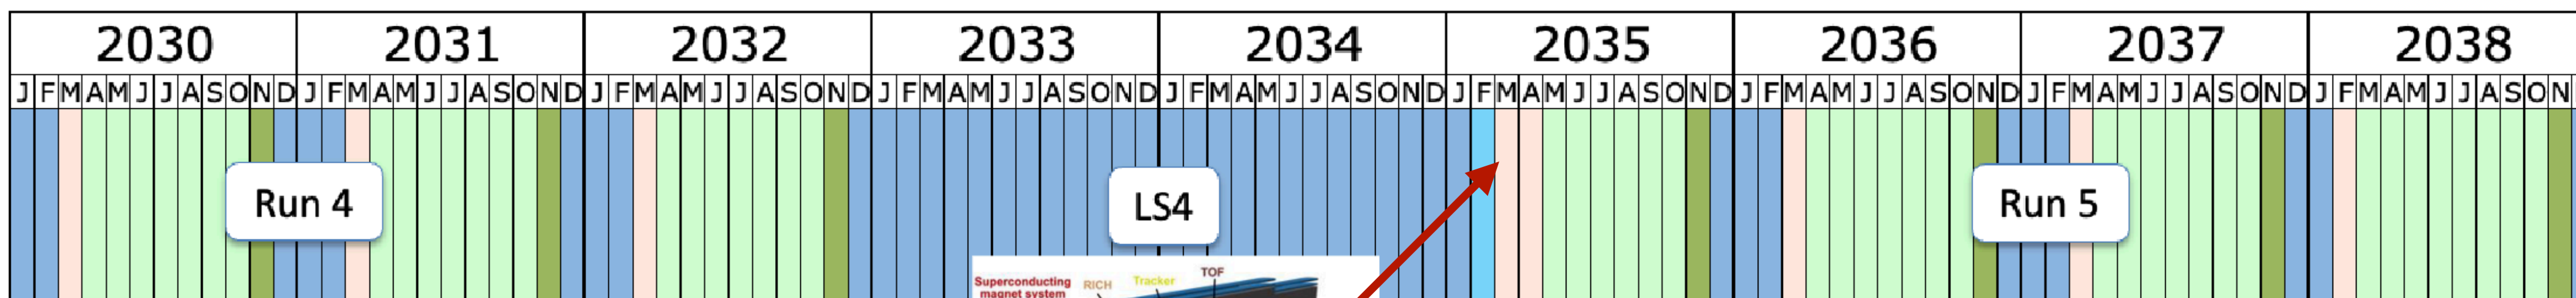 2030 2031 2032 2033 2034 2035 2036 2037 2038
J F M A M J J A S O N D J F M A M J J A S O N D J F M A M J J A S O N D J F M A M J J A S O N D J F M A M J J A S O N D J F M A M J J A S O N D J F M A M J J A S O N D J F M A M J J A S O N D J F M A M J J A S O N
Run 4 LS4 Run 5
Superconducting RICH Tracker TOF
magnet system